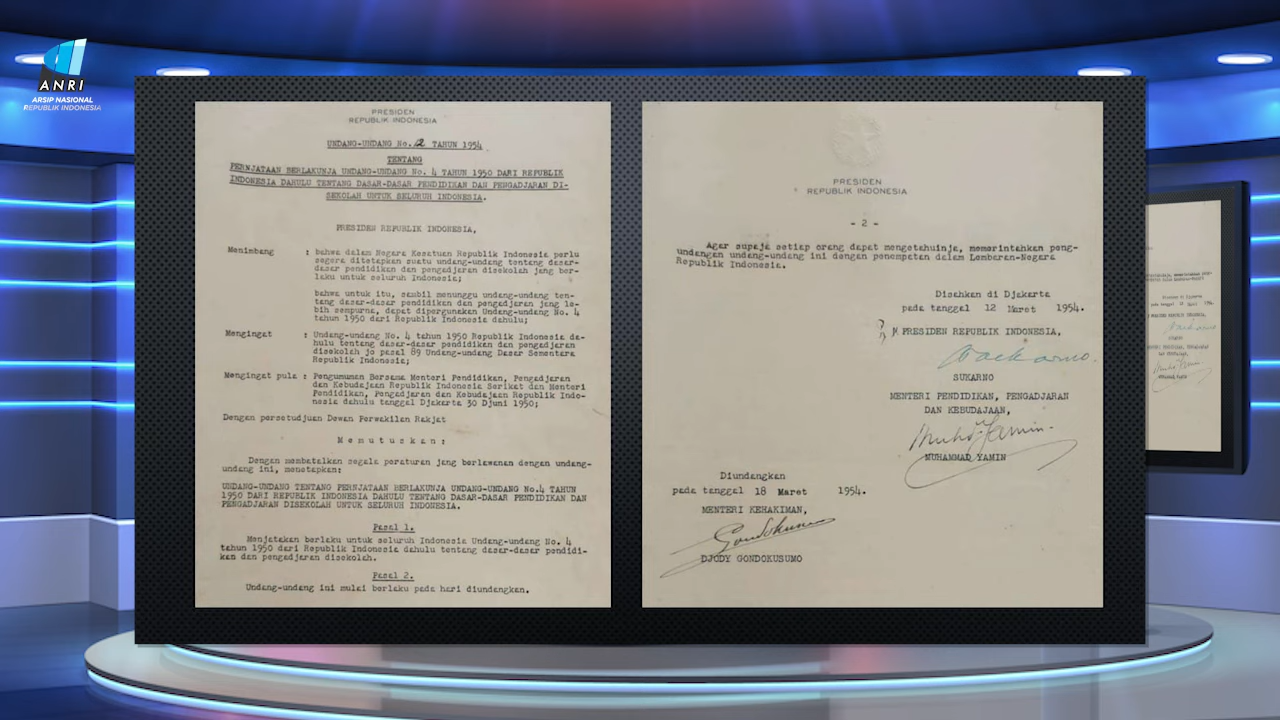 ANRI
ARSIP NASIONAL
REPUBLIK INDONESIA
PRESIDEN
REPUBLIK INDONESIA
UNDANG-UNDANG No. 12 TAHUN 1954
TENTANG
PERNJATAAN BERLAKUNJA UNDANG-UNDANG No. 4 TAHUN 1950 DARI REPUBLIK
INDONESIA DAHULU TENTANG DASAR-DASAR PENDIDIKAN DAN PENGADJARAN DI-
SEKOLAH UNTUK SELURUH INDONESIA.
PRESIDEN REPUBLIK INDONESIA,
Menimbang : bahwa dalam Negara Kesatuan Republik Indonesia perlu
segera ditetapkan suatu undang-undang tentang dasar-
dasar pendidikan dan pengadjaran disekolah jang ber-
laku untuk seluruh Indonesia;
bahwa untuk itu, sambil menunggu undang-undang ten-
tang dasar-dasar pendidikan dan pengadjaran jang le-
bih sempurna, dapat dipergunakan Undang-undang No. 4
tahun 1950 dari Republik Indonesia dahulu;
Mengingat : Undang-undang No. 4 tahun 1950 Republik Indonesia da-
hulu tentang dasar-dasar pendidikan dan pengadjaran
disekolah jo pasal 89 Undang-undang Dasar Sementara
Republik Indonesia;
Mengingat pula : Pengumuman Bersama Menteri Pendidikan, Pengadjaran
dan Kebudajaan Republik Indonesia Serikat dan Menteri
Pendidikan, Pengadjaran dan Kebudajaan Republik Indo-
nesia dahulu tanggal Djakarta 30 Djuni 1950;
Dengan persetudjuan Dewan Perwakilan Rakjat
Memutuskan:
Dengan membatalkan segala peraturan jang berlawanan dengan undang-
undang ini, menetapkan:
UNDANG-UNDANG TENTANG PERNJATAAN BERLAKUNJA UNDANG-UNDANG No.4 TAHUN
1950 DARI REPUBLIK INDONESIA DAHULU TENTANG DASAR-DASAR PENDIDIKAN DAN
PENGADJARAN DISEKOLAH UNTUK SELURUH INDONESIA.
Pasal 1.
Menjatakan berlaku untuk seluruh Indonesia Undang-undang No. 4
tahun 1950 dari Republik Indonesia dahulu tentang dasar-dasar pendidi-
kan dan pengadjaran disekolah.
Pasal 2.
Undang-undang ini mulai berlaku pada hari diundangkan.
PRESIDEN
REPUBLIK INDONESIA
- 2 -
Agar supaja setiap orang dapat mengetahuinja, memerintahkan peng-
undangan undang-undang ini dengan penempatan dalam Lembaran-Negara
Republik Indonesia.
Disahkan di Djakarta
pada tanggal 12 Maret 1954.
PRESIDEN REPUBLIK INDONESIA,
Soekarno.
SUKARNO
MENTERI PENDIDIKAN, PENGADJARAN
DAN KEBUDAJAAN,
Muhd Yamin.
MUHAMMAD YAMIN
Diundangkan
pada tanggal 18 Maret 1954.
MENTERI KEHAKIMAN,
Gondokusumo
DJODY GONDOKUSUMO